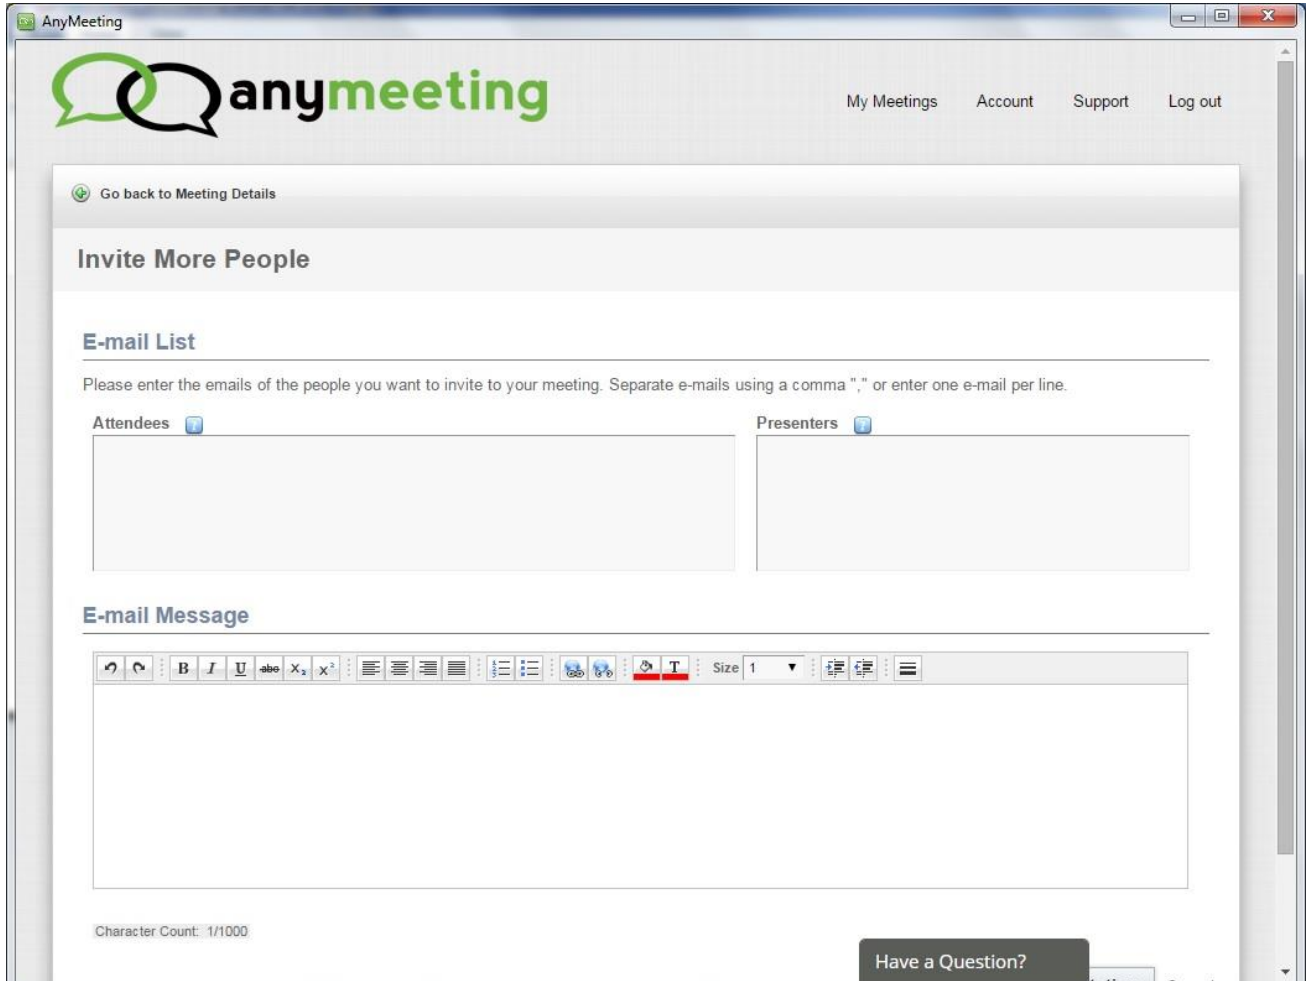 AnyMeeting
anymeeting
My Meetings Account Support Log out
Go back to Meeting Details
Invite More People
E-mail List
Please enter the emails of the people you want to invite to your meeting. Separate e-mails using a comma "," or enter one e-mail per line.
Attendees ? Presenters ?
E-mail Message
B I U abc X₂ X² T Size 1
Character Count: 1/1000
Have a Question?